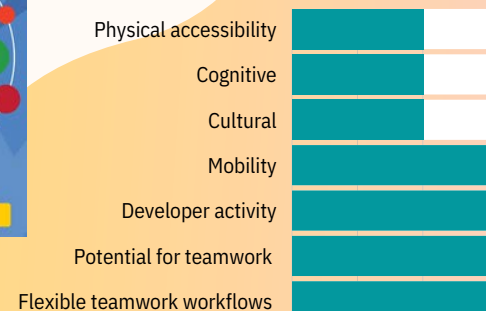 Physical accessibility
Cognitive
Cultural
Mobility
Developer activity
Potential for teamwork
Flexible teamwork workflows